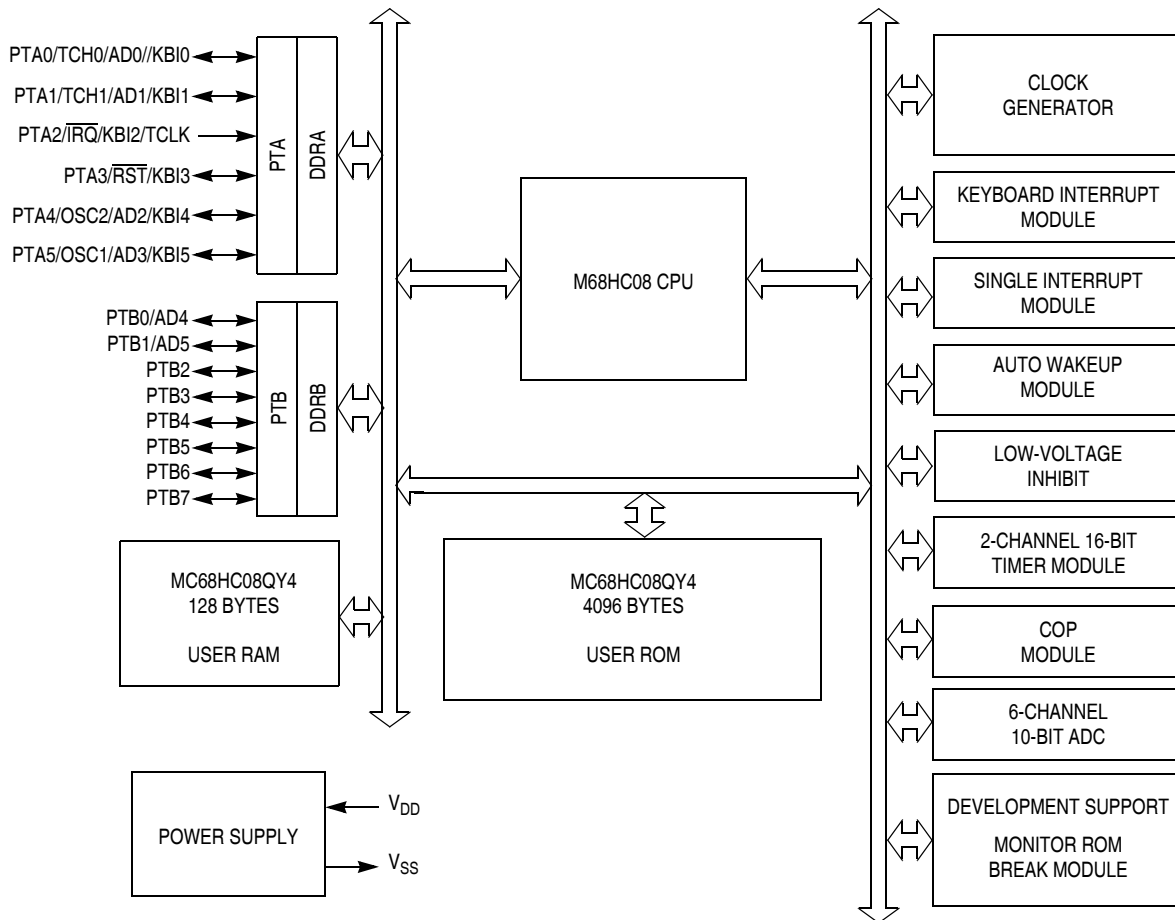 PTA0/TCH0/AD0//KBI0
PTA1/TCH1/AD1/KBI1
PTA2/I̅R̅Q̅/KBI2/TCLK
PTA3/R̅S̅T̅/KBI3
PTA4/OSC2/AD2/KBI4
PTA5/OSC1/AD3/KBI5
PTA
DDRA
PTB0/AD4
PTB1/AD5
PTB2
PTB3
PTB4
PTB5
PTB6
PTB7
PTB
DDRB
MC68HC08QY4
128 BYTES
USER RAM
POWER SUPPLY
V_DD
V_SS
M68HC08 CPU
MC68HC08QY4
4096 BYTES
USER ROM
CLOCK
GENERATOR
KEYBOARD INTERRUPT
MODULE
SINGLE INTERRUPT
MODULE
AUTO WAKEUP
MODULE
LOW-VOLTAGE
INHIBIT
2-CHANNEL 16-BIT
TIMER MODULE
COP
MODULE
6-CHANNEL
10-BIT ADC
DEVELOPMENT SUPPORT
MONITOR ROM
BREAK MODULE